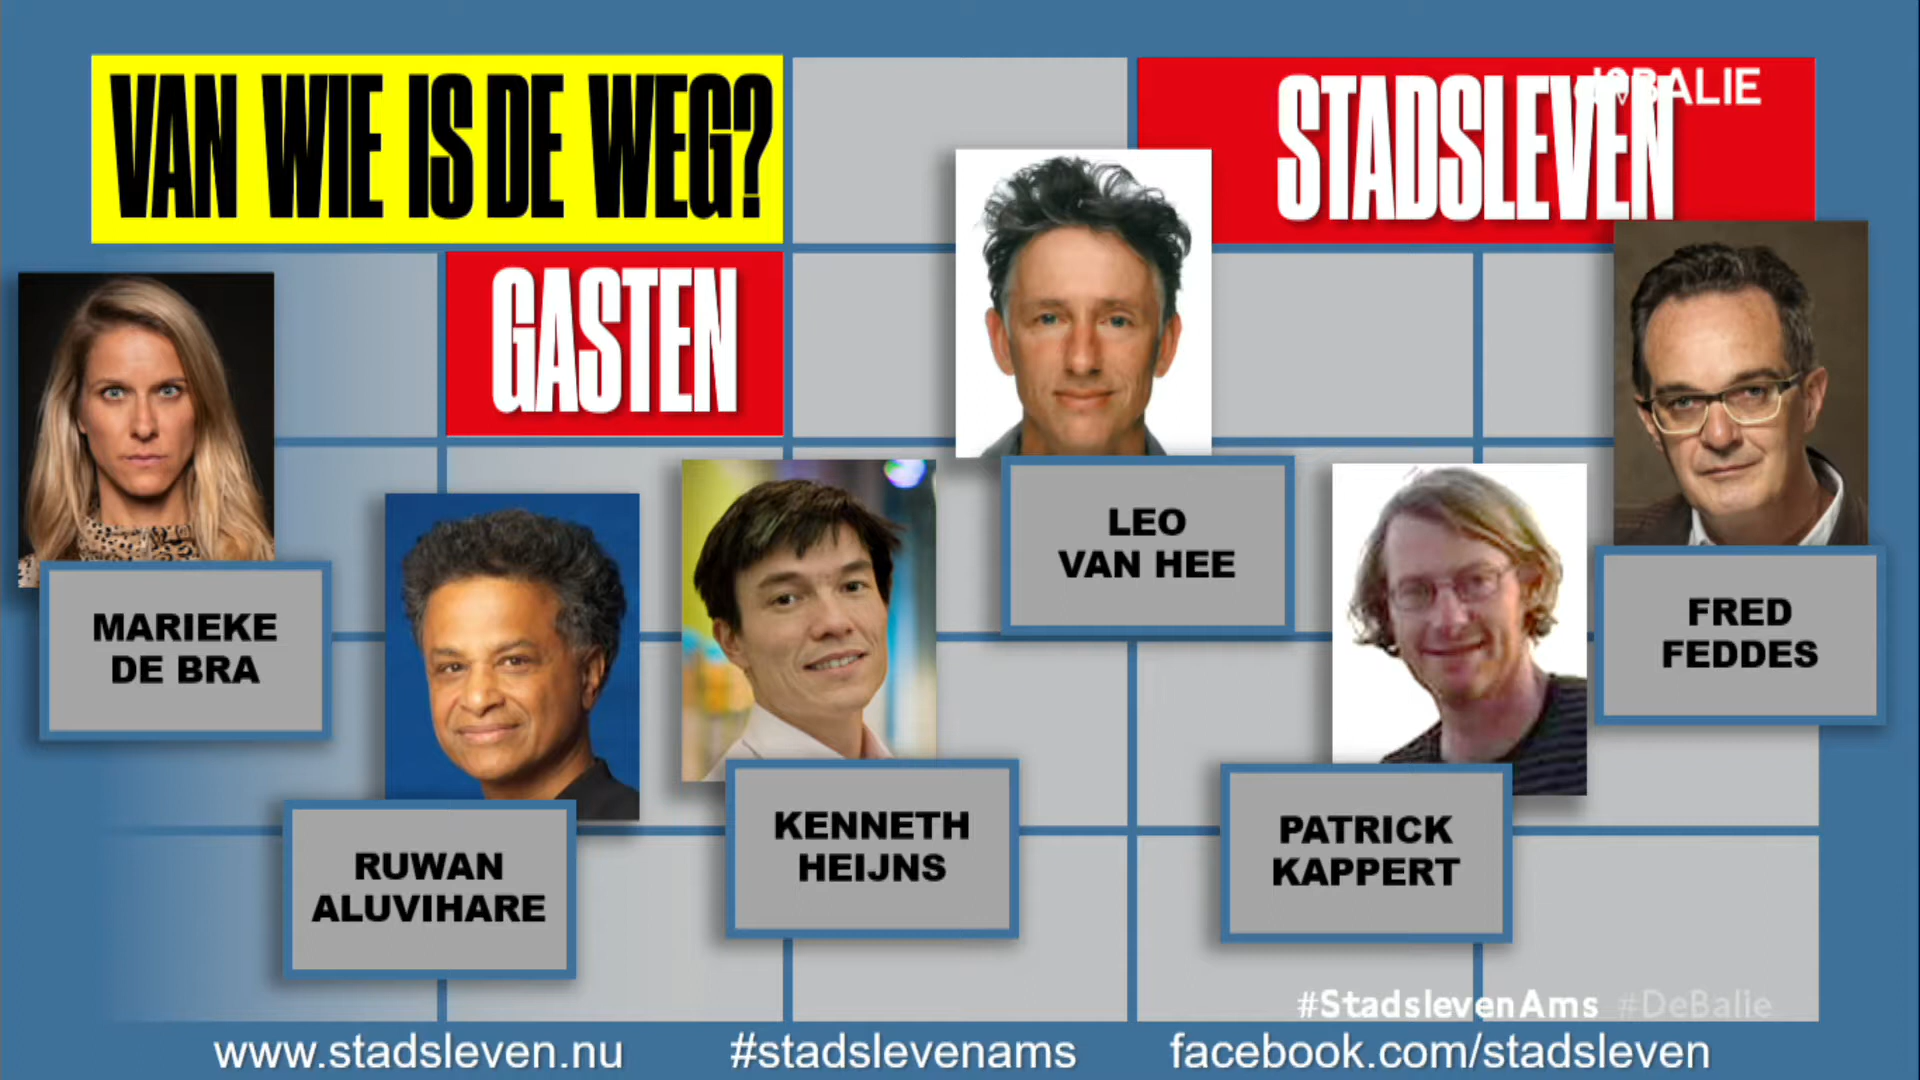 VAN WIE IS DE WEG?
STADSLEVEN
GASTEN
LEO
VAN HEE
MARIEKE
DE BRA
FRED
FEDDES
KENNETH
HEIJNS
PATRICK
KAPPERT
RUWAN
ALUVIHARE
#StadslevenAms #DeBalie
www.stadsleven.nu #stadslevenams facebook.com/stadsleven